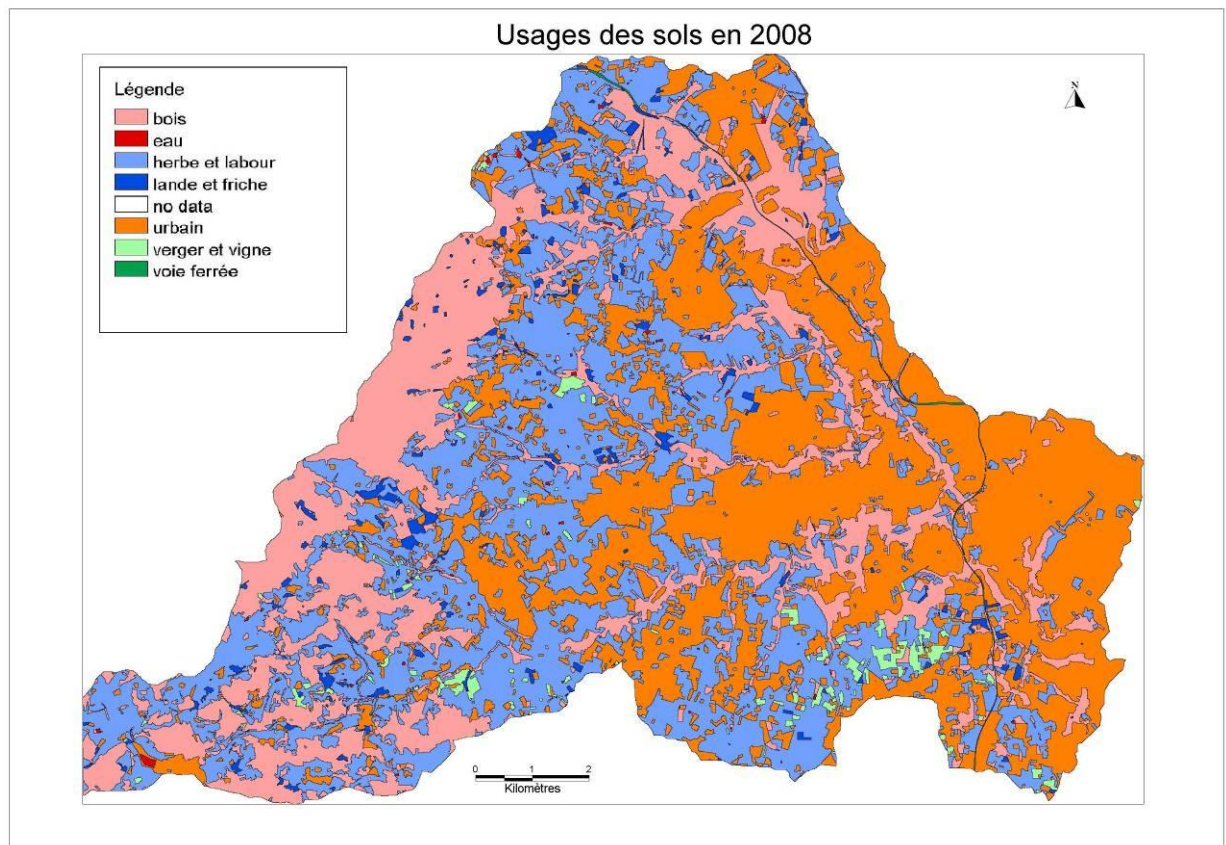 Usages des sols en 2008
Légende
bois
eau
herbe et labour
lande et friche
no data
urbain
verger et vigne
voie ferrée
N
0 1 2
Kilomètres